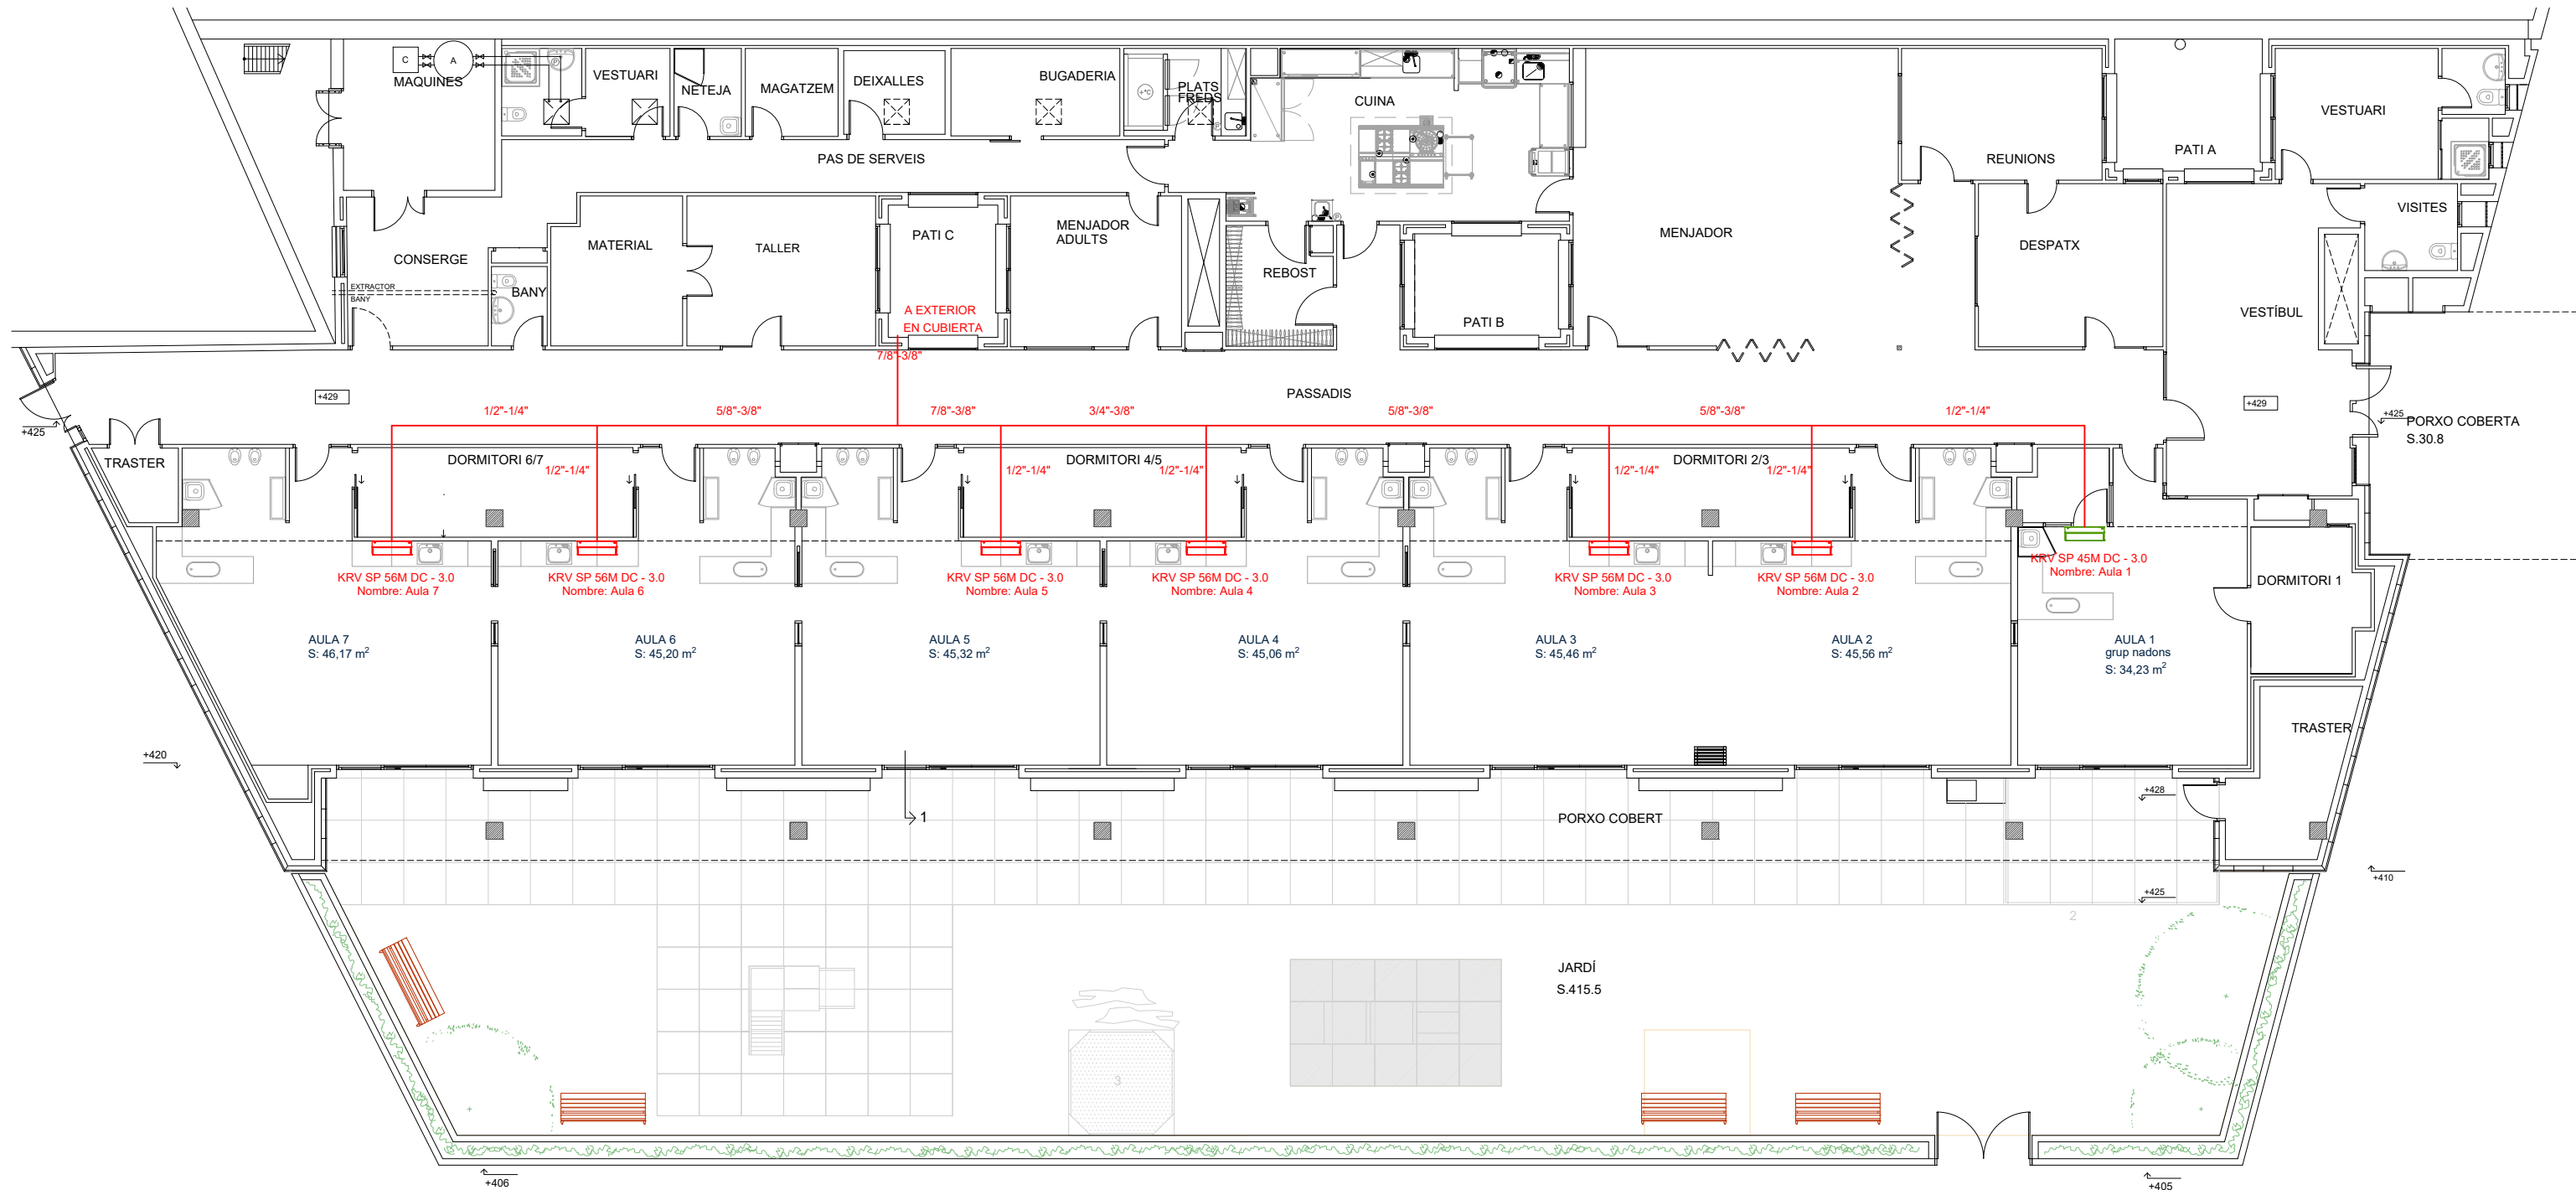 C
A
P
MAQUINES
VESTUARI
NETEJA
MAGATZEM
DEIXALLES
BUGADERIA
+°C
PLATS
FREDS
CUINA
REUNIONS
PATI A
VESTUARI
PAS DE SERVEIS
CONSERGE
EXTRACTOR
BANY
BANY
MATERIAL
TALLER
PATI C
MENJADOR
ADULTS
REBOST
PATI B
MENJADOR
DESPATX
VISITES
VESTÍBUL
A EXTERIOR
EN CUBIERTA
7/8"-3/8"
PASSADIS
+429
+429
+425
+425
PORXO COBERTA
S.30.8
1/2"-1/4"
5/8"-3/8"
7/8"-3/8"
3/4"-3/8"
5/8"-3/8"
5/8"-3/8"
1/2"-1/4"
TRASTER
DORMITORI 6/7
1/2"-1/4"
DORMITORI 4/5
1/2"-1/4"
1/2"-1/4"
DORMITORI 2/3
1/2"-1/4"
1/2"-1/4"
KRV SP 56M DC - 3.0
Nombre: Aula 7
KRV SP 56M DC - 3.0
Nombre: Aula 6
KRV SP 56M DC - 3.0
Nombre: Aula 5
KRV SP 56M DC - 3.0
Nombre: Aula 4
KRV SP 56M DC - 3.0
Nombre: Aula 3
KRV SP 56M DC - 3.0
Nombre: Aula 2
KRV SP 45M DC - 3.0
Nombre: Aula 1
DORMITORI 1
AULA 7
S: 46,17 m²
AULA 6
S: 45,20 m²
AULA 5
S: 45,32 m²
AULA 4
S: 45,06 m²
AULA 3
S: 45,46 m²
AULA 2
S: 45,56 m²
AULA 1
grup nadons
S: 34,23 m²
TRASTER
+420
+428
1
PORXO COBERT
+410
+425
2
JARDÍ
S.415.5
3
+406
+405